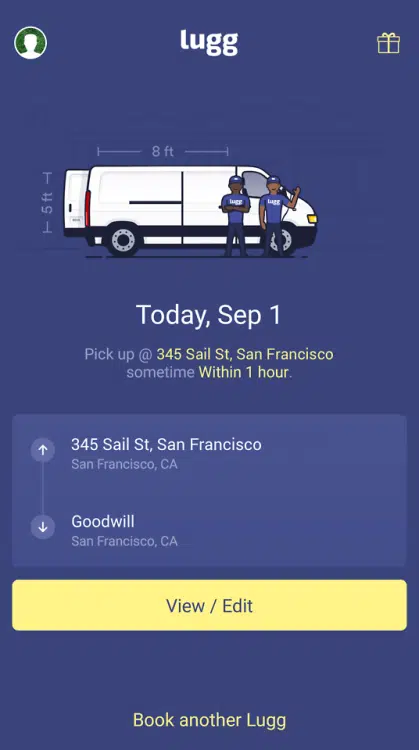 lugg
8 ft
5 ft
lugg
lugg
Today, Sep 1
Pick up @ 345 Sail St, San Francisco
sometime Within 1 hour.
345 Sail St, San Francisco
San Francisco, CA
Goodwill
San Francisco, CA
View / Edit
Book another Lugg